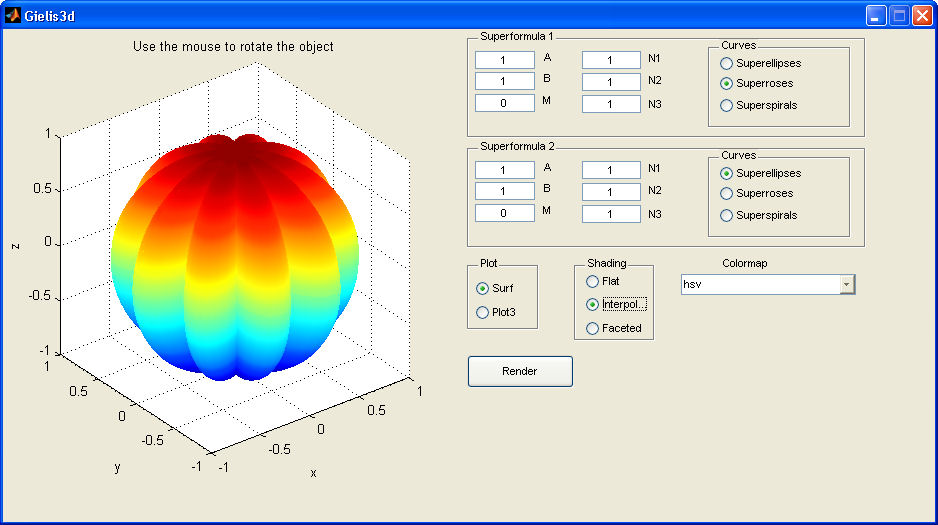 Gielis3d
Use the mouse to rotate the object
1
0.5
0
-0.5
-1
z
1
0.5
0
-0.5
-1
y
-1
-0.5
0
0.5
1
x
Superformula 1
1 A 1 N1
1 B 1 N2
0 M 1 N3
Curves
Superellipses
Superroses
Superspirals
Superformula 2
1 A 1 N1
1 B 1 N2
0 M 1 N3
Curves
Superellipses
Superroses
Superspirals
Plot
Surf
Plot3
Shading
Flat
Interpol...
Faceted
Colormap
hsv
Render